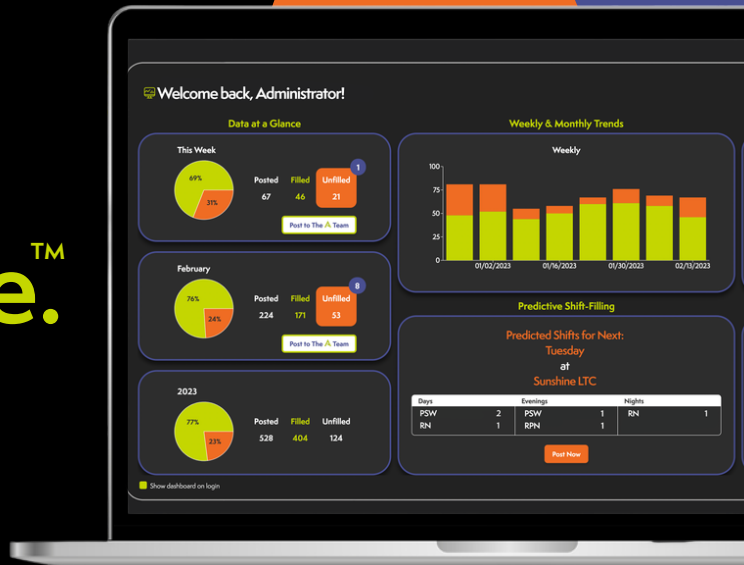 TM
e.
Welcome back, Administrator!
Data at a Glance
This Week
69%
31%
Posted Filled Unfilled
67 46 21
1
Post to The A Team
February
76%
24%
Posted Filled Unfilled
224 171 53
8
Post to The A Team
2023
77%
23%
Posted Filled Unfilled
528 404 124
Show dashboard on login
Weekly & Monthly Trends
Weekly
100
75
50
25
0
01/02/2023 01/16/2023 01/30/2023 02/13/2023
Predictive Shift-Filling
Predicted Shifts for Next:
Tuesday
at
Sunshine LTC
Days Evenings Nights
PSW 2 PSW 1 RN 1
RN 1 RPN 1
Post Now